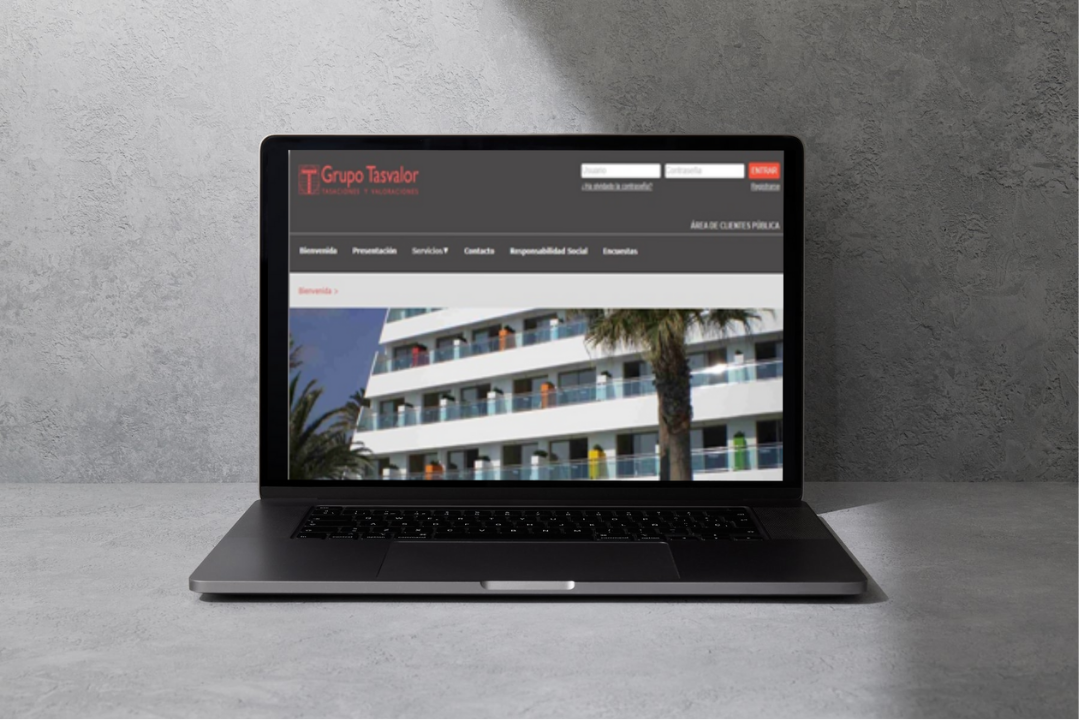 Grupo Tasvalor
TASACIONES Y VALORACIONES
Usuario
Contraseña
ENTRAR
¿Ha olvidado la contraseña?
Registrarse
ÁREA DE CLIENTES PÚBLICA
Bienvenida
Presentación
Servicios▼
Contacto
Responsabilidad Social
Encuestas
Bienvenida >